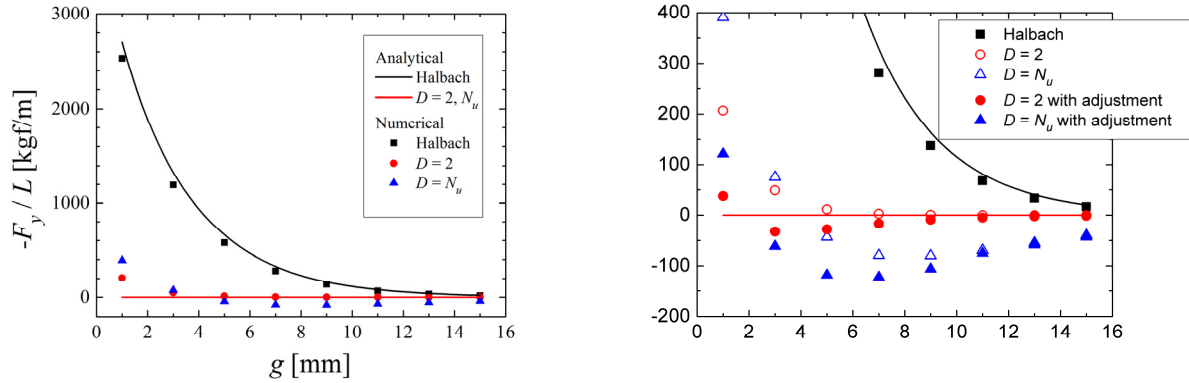 3000
2000
1000
0
-F_y / L [kgf/m]
0 2 4 6 8 10 12 14 16
g [mm]
Analytical
Halbach
D = 2, N_u
Numerical
Halbach
D = 2
D = N_u
400
300
200
100
0
-100
-200
0 2 4 6 8 10 12 14 16
Halbach
D = 2
D = N_u
D = 2 with adjustment
D = N_u with adjustment